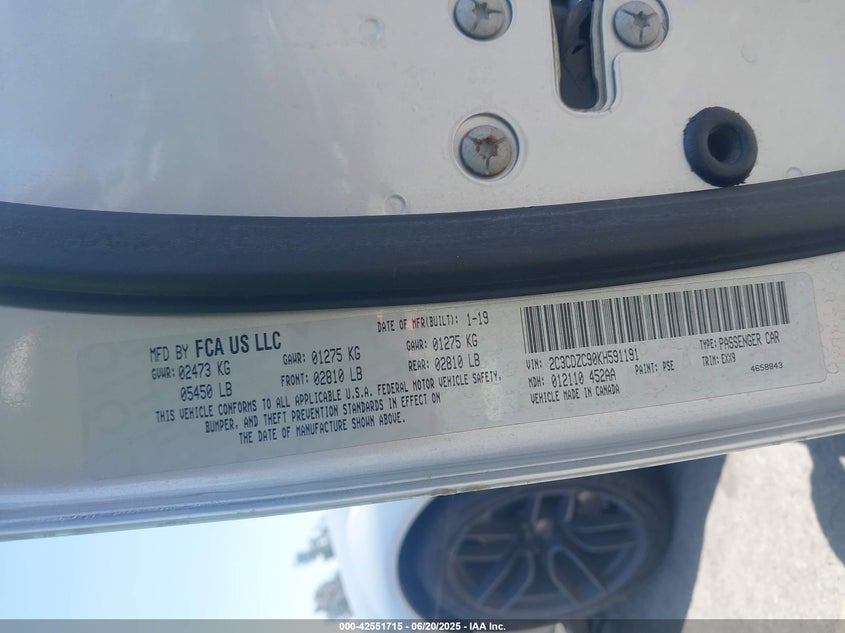 MFD BY FCA US LLC
DATE OF MFR(BUILT): 1-19
GVWR: 02473 KG
05450 LB
GAWR: 01275 KG
FRONT: 02810 LB
GAWR: 01275 KG
REAR: 02810 LB
THIS VEHICLE CONFORMS TO ALL APPLICABLE U.S.A. FEDERAL MOTOR VEHICLE SAFETY,
BUMPER, AND THEFT PREVENTION STANDARDS IN EFFECT ON
THE DATE OF MANUFACTURE SHOWN ABOVE.
VIN: 2C3CDZC90KH591191
TYPE: PASSENGER CAR
MDH: 012110 452AA
PAINT: PSE
TRIM: EXX9
VEHICLE MADE IN CANADA
4658843
000-42551715 - 06/20/2025 - IAA Inc.